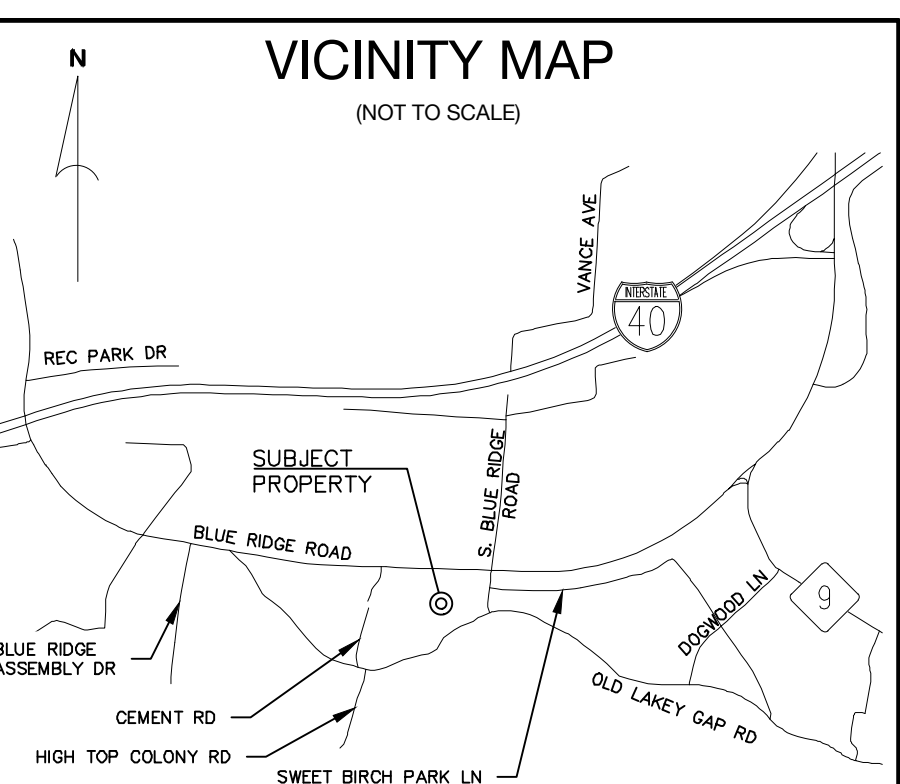 N
VICINITY MAP
(NOT TO SCALE)
VANCE AVE
INTERSTATE
40
REC PARK DR
SUBJECT
PROPERTY
S. BLUE RIDGE
ROAD
BLUE RIDGE ROAD
DOGWOOD LN
9
BLUE RIDGE
ASSEMBLY DR
OLD LAKEY GAP RD
CEMENT RD
HIGH TOP COLONY RD
SWEET BIRCH PARK LN